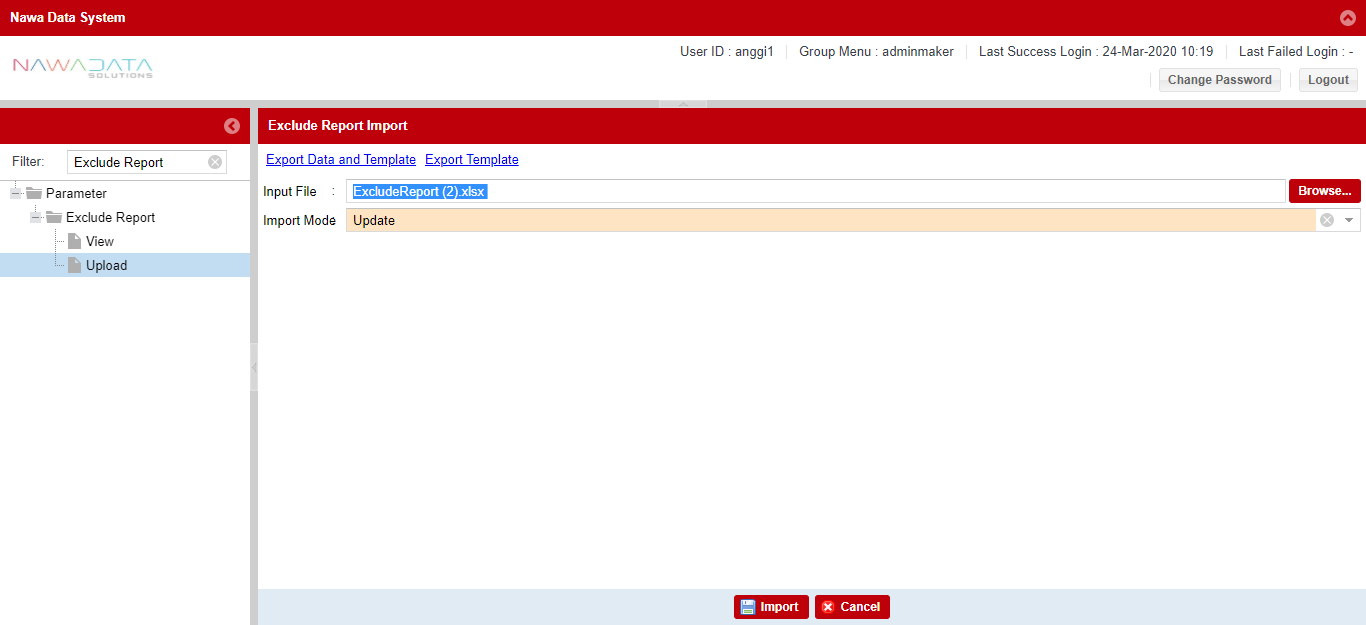 Nawa Data System
NAWADATA
SOLUTIONS
User ID : anggi1 Group Menu : adminmaker Last Success Login : 24-Mar-2020 10:19 Last Failed Login : -
Change Password Logout
Exclude Report Import
Filter: Exclude Report
Parameter
Exclude Report
View
Upload
Export Data and Template Export Template
Input File : ExcludeReport (2).xlsx Browse...
Import Mode Update
Import Cancel